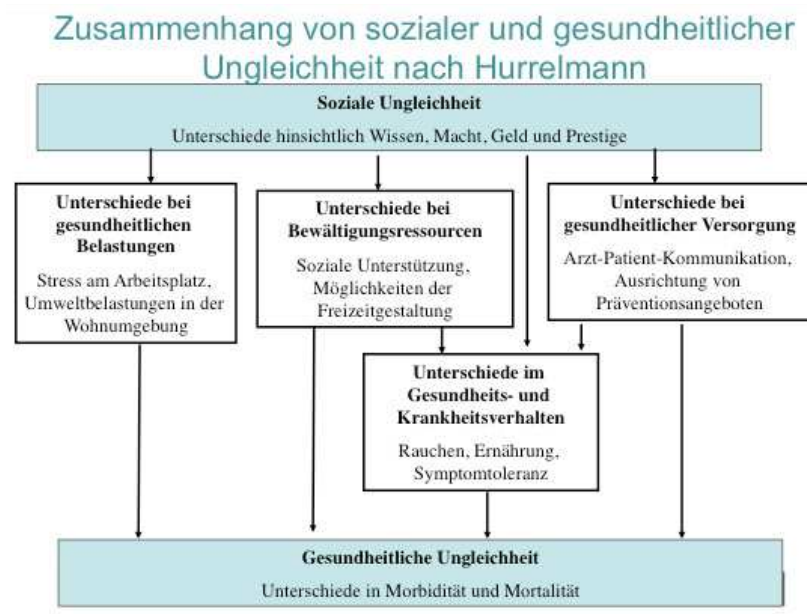 Zusammenhang von sozialer und gesundheitlicher
Ungleichheit nach Hurrelmann
Soziale Ungleichheit
Unterschiede hinsichtlich Wissen, Macht, Geld und Prestige
Unterschiede bei
gesundheitlichen
Belastungen
Stress am Arbeitsplatz,
Umweltbelastungen in der
Wohnumgebung
Unterschiede bei
Bewältigungsressourcen
Soziale Unterstützung,
Möglichkeiten der
Freizeitgestaltung
Unterschiede bei
gesundheitlicher Versorgung
Arzt-Patient-Kommunikation,
Ausrichtung von
Präventionsangeboten
Unterschiede im
Gesundheits- und
Krankheitsverhalten
Rauchen, Ernährung,
Symptomtoleranz
Gesundheitliche Ungleichheit
Unterschiede in Morbidität und Mortalität